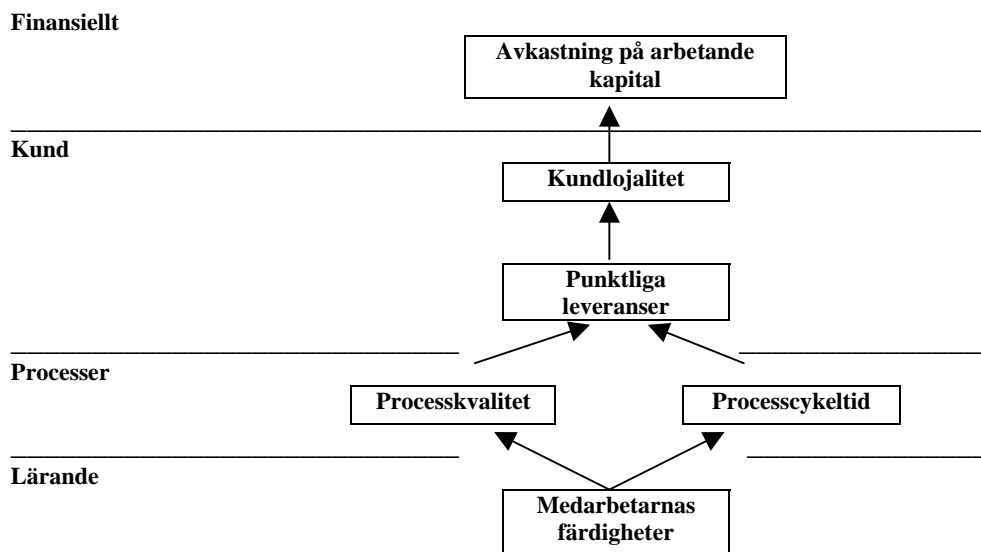 Finansiellt
Avkastning på arbetande
kapital
Kund
Kundlojalitet
Punktliga
leveranser
Processer
Processkvalitet
Processcykeltid
Lärande
Medarbetarnas
färdigheter